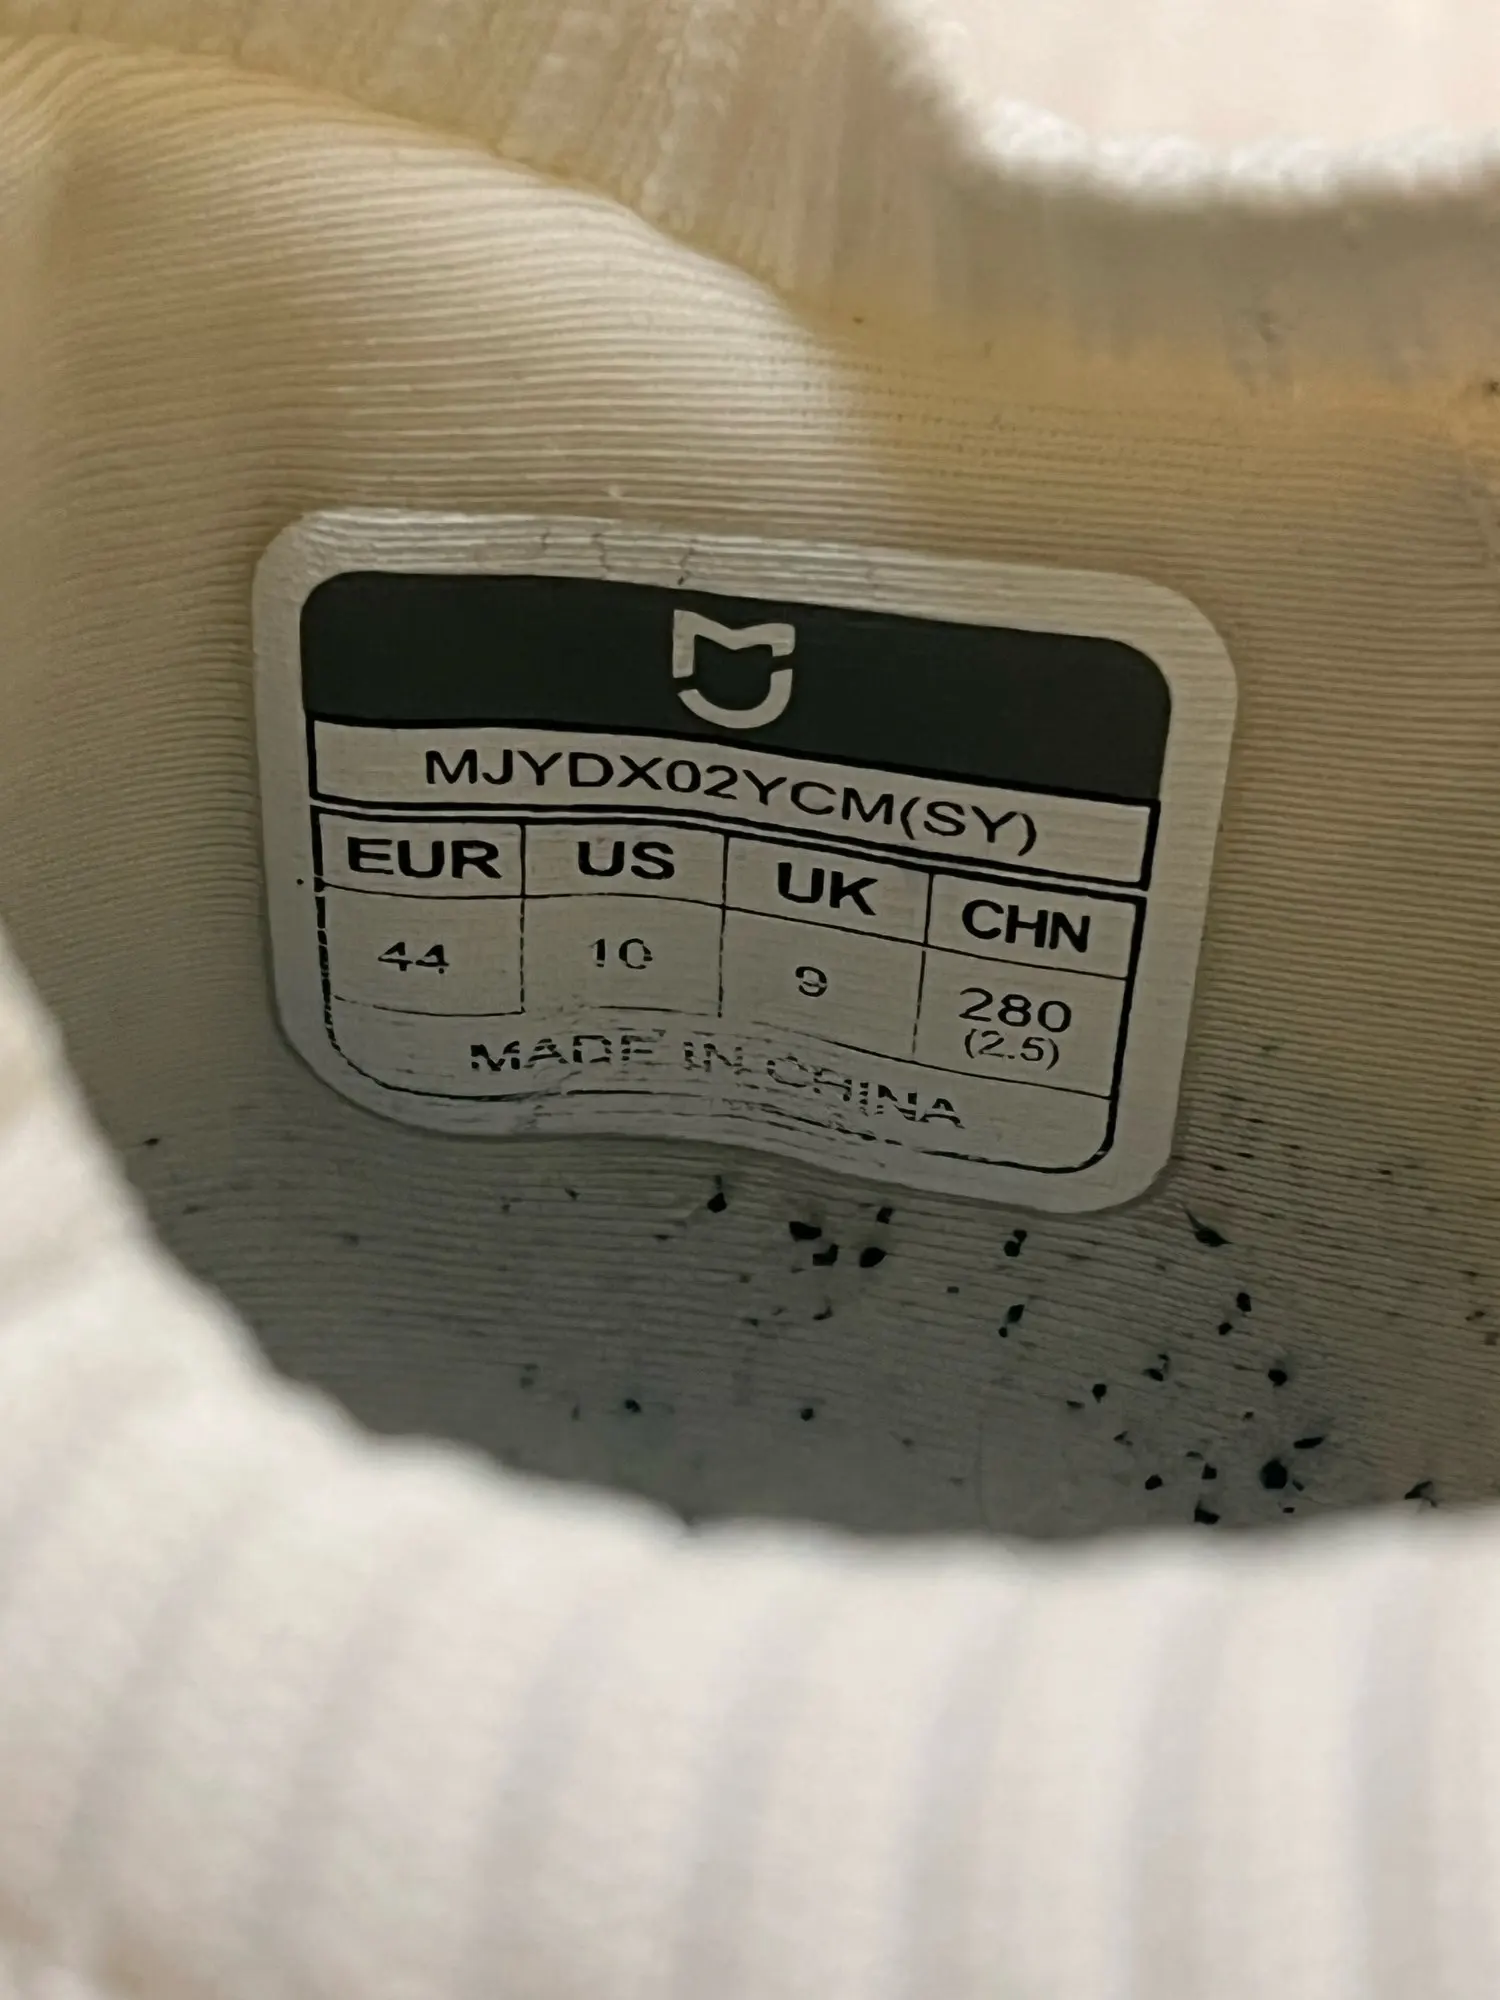 MJYDX02YCM(SY)
EUR US UK CHN
44 10 9 280
(2.5)
MADE IN CHINA